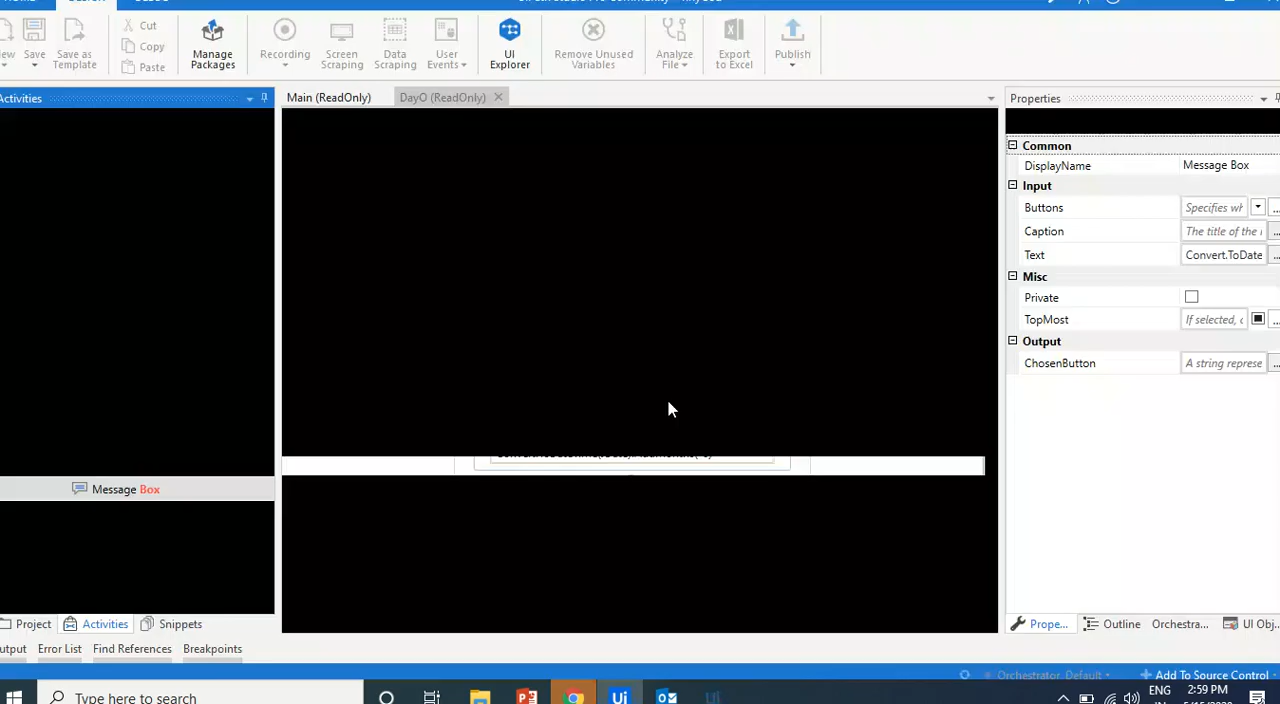 Cut
Copy
Paste
Save
Save as
Template
Manage
Packages
Recording
Screen
Scraping
Data
Scraping
User
Events
UI
Explorer
Remove Unused
Variables
Analyze
File
Export
to Excel
Publish
Activities
Main (ReadOnly)
DayO (ReadOnly)
Properties
Common
DisplayName Message Box
Input
Buttons Specifies wh
Caption The title of the
Text Convert.ToDate
Misc
Private
TopMost If selected,
Output
ChosenButton A string represe
Message Box
Project Activities Snippets
Prope... Outline Orchestra... UI Obj...
Error List Find References Breakpoints
Orchestrator: Default Add To Source Control
Type here to search
Ui
ENG
2:59 PM